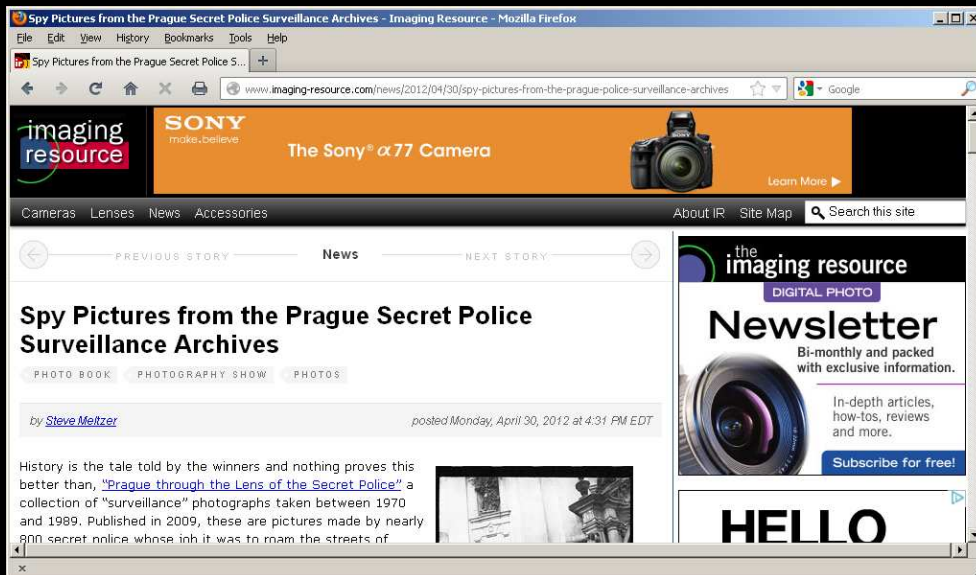 Spy Pictures from the Prague Secret Police Surveillance Archives - Imaging Resource - Mozilla Firefox
File Edit View History Bookmarks Tools Help
Spy Pictures from the Prague Secret Police S... +
www.imaging-resource.com/news/2012/04/30/spy-pictures-from-the-prague-police-surveillance-archives
Google
imaging
resource
SONY
make.believe
The Sony® α77 Camera
Learn More
Cameras Lenses News Accessories
About IR Site Map Search this site
PREVIOUS STORY News NEXT STORY
Spy Pictures from the Prague Secret Police
Surveillance Archives
PHOTO BOOK PHOTOGRAPHY SHOW PHOTOS
by Steve Meltzer posted Monday, April 30, 2012 at 4:31 PM EDT
History is the tale told by the winners and nothing proves this
better than, “Prague through the Lens of the Secret Police” a
collection of “surveillance” photographs taken between 1970
and 1989. Published in 2009, these are pictures made by nearly
800 secret police whose job it was to roam the streets of
the
imaging resource
DIGITAL PHOTO
Newsletter
Bi-monthly and packed
with exclusive information.
In-depth articles,
how-tos, reviews
and more.
Subscribe for free!
HELLO